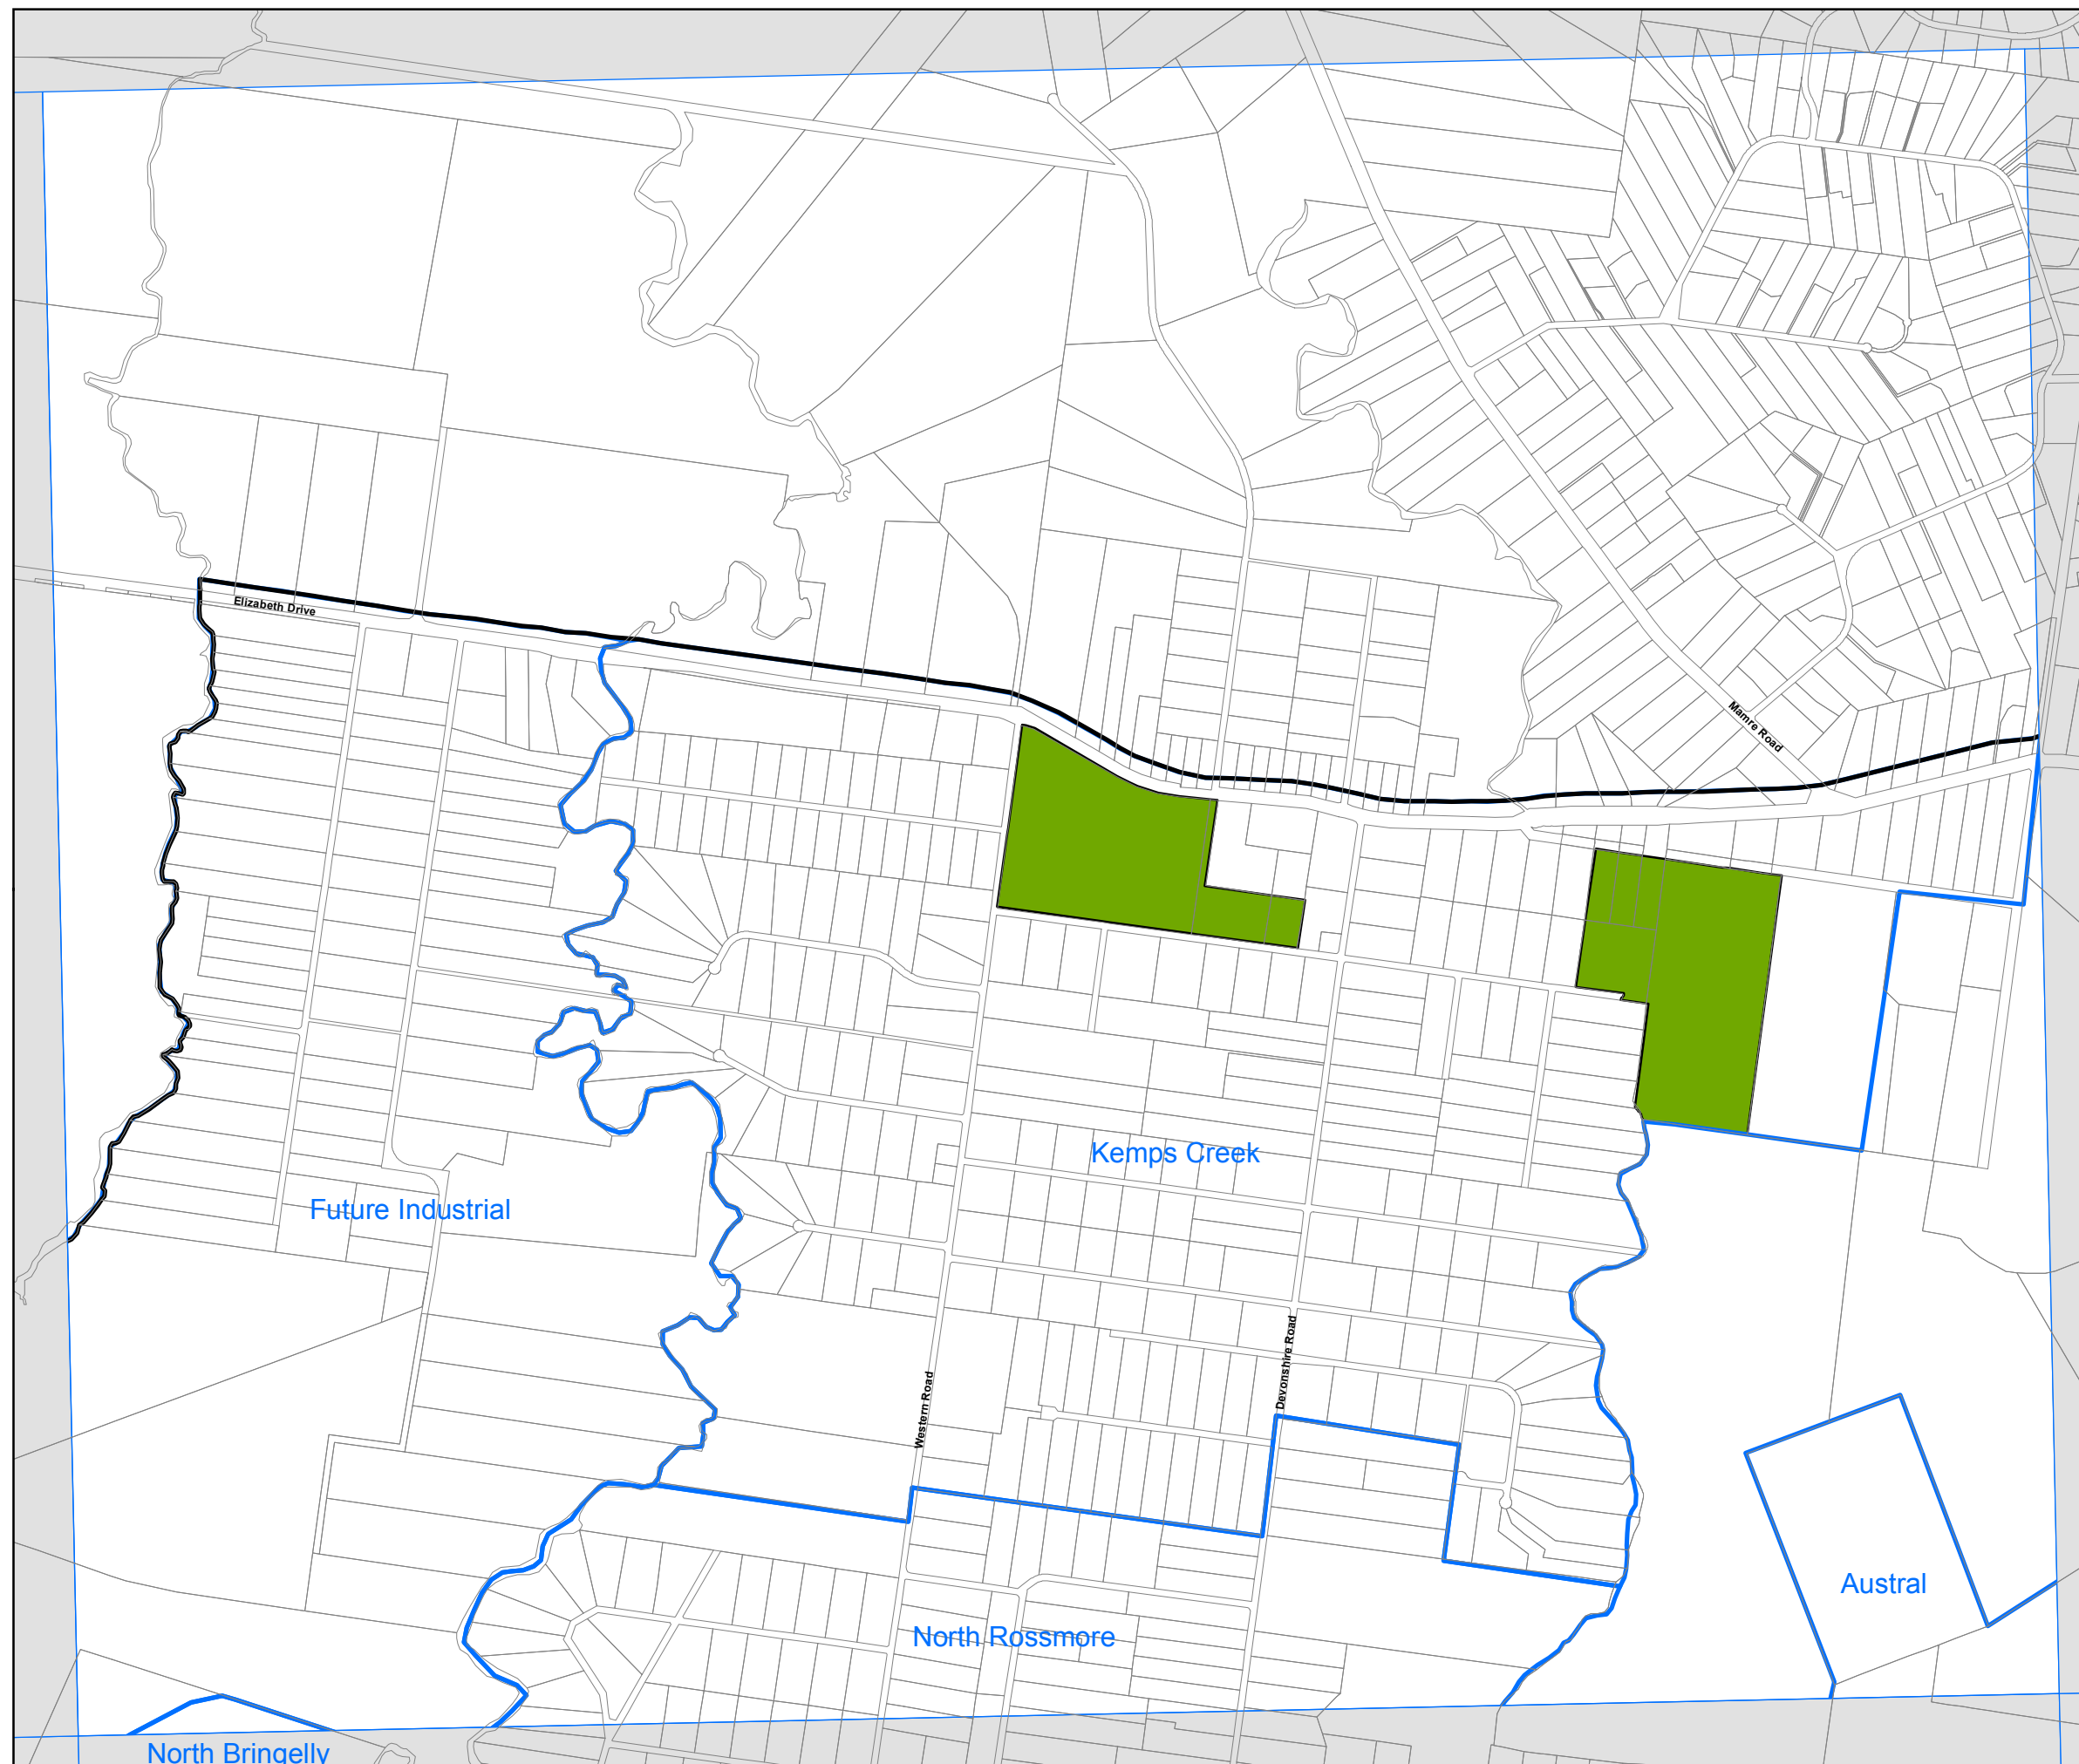 Elizabeth Drive
Mamre Road
Kemps Creek
Future Industrial
Devonshire Road
Western Road
Austral
North Rossmore
North Bringelly